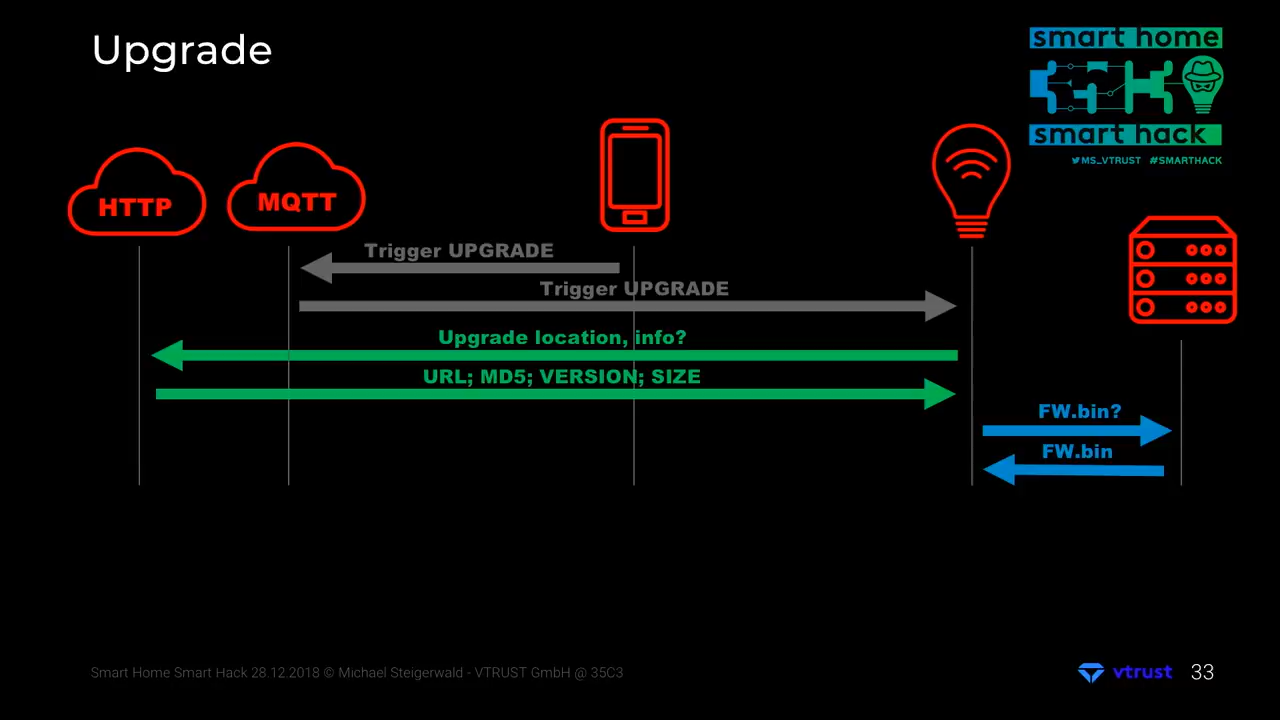 Upgrade
smart home
smart hack
MS_VTRUST #SMARTHACK
HTTP
MQTT
Trigger UPGRADE
Trigger UPGRADE
Upgrade location, info?
URL; MD5; VERSION; SIZE
FW.bin?
FW.bin
Smart Home Smart Hack 28.12.2018 © Michael Steigerwald - VTRUST GmbH @ 35C3
vtrust 33